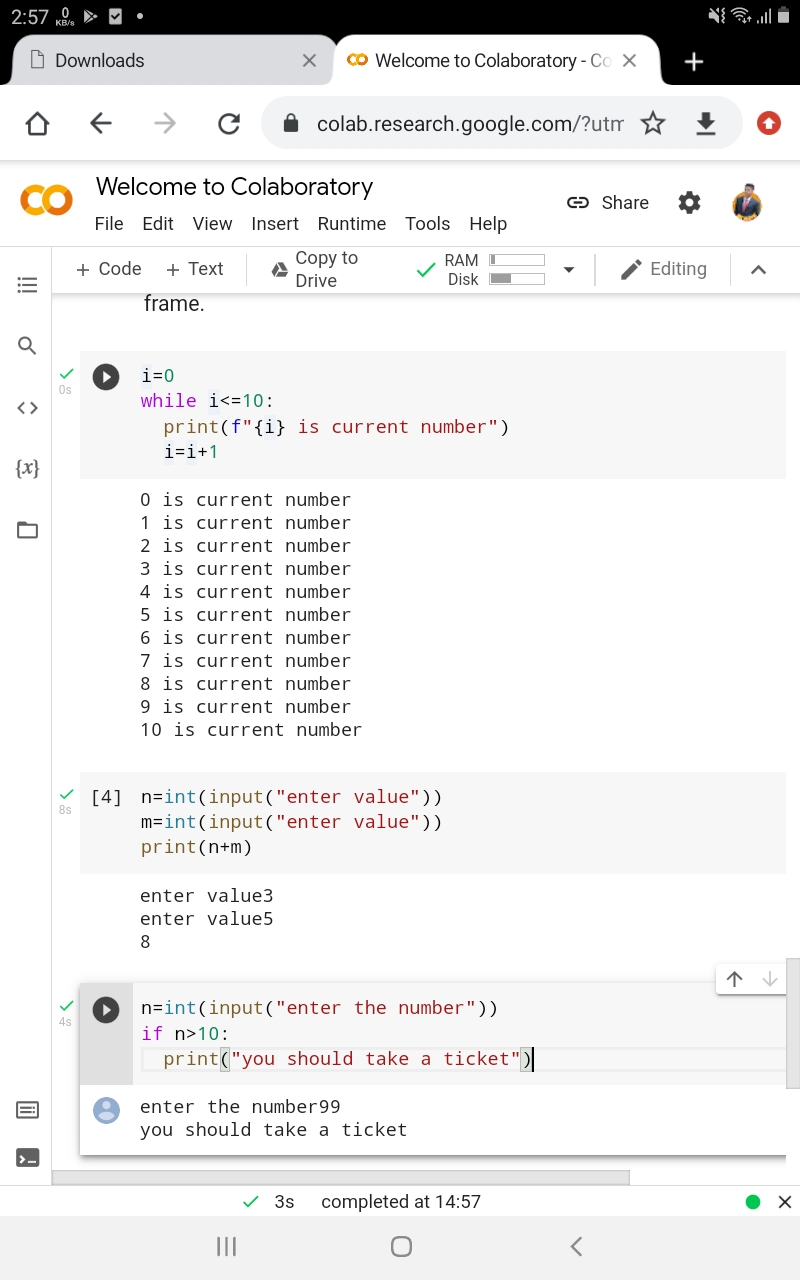 2:57 0 KB/s
Downloads
Welcome to Colaboratory - Co
colab.research.google.com/?utm
Welcome to Colaboratory
Share
File Edit View Insert Runtime Tools Help
+ Code + Text Copy to Drive RAM Disk Editing
frame.
0s
i=0
while i<=10:
  print(f"{i} is current number")
  i=i+1
0 is current number
1 is current number
2 is current number
3 is current number
4 is current number
5 is current number
6 is current number
7 is current number
8 is current number
9 is current number
10 is current number
8s
[4] n=int(input("enter value"))
m=int(input("enter value"))
print(n+m)
enter value3
enter value5
8
4s
n=int(input("enter the number"))
if n>10:
  print("you should take a ticket")
enter the number99
you should take a ticket
3s completed at 14:57